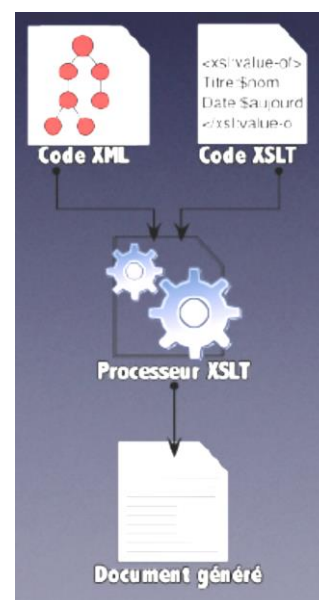 <xsl:value-of>
Titre:$nom
Date:$aujourd
</xsl:value-o
Code XML
Code XSLT
Processeur XSLT
Document généré